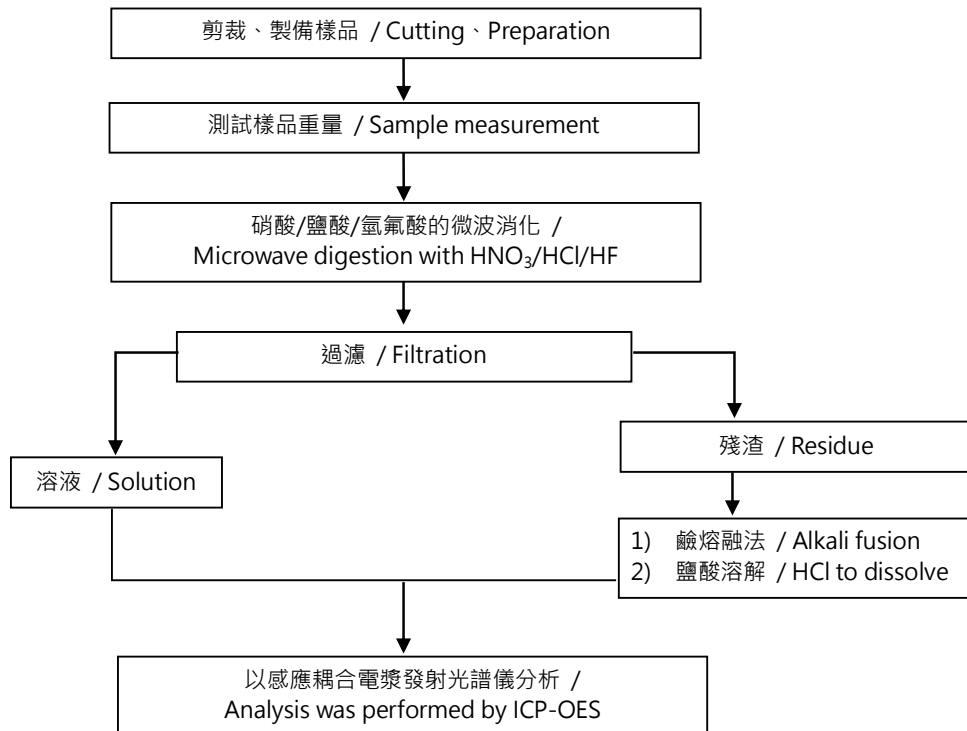 剪裁、製備樣品 / Cutting、Preparation
測試樣品重量 / Sample measurement
硝酸/鹽酸/氫氟酸的微波消化 /
Microwave digestion with HNO₃/HCl/HF
過濾 / Filtration
溶液 / Solution
殘渣 / Residue
1) 鹼熔融法 / Alkali fusion
2) 鹽酸溶解 / HCl to dissolve
以感應耦合電漿發射光譜儀分析 /
Analysis was performed by ICP-OES